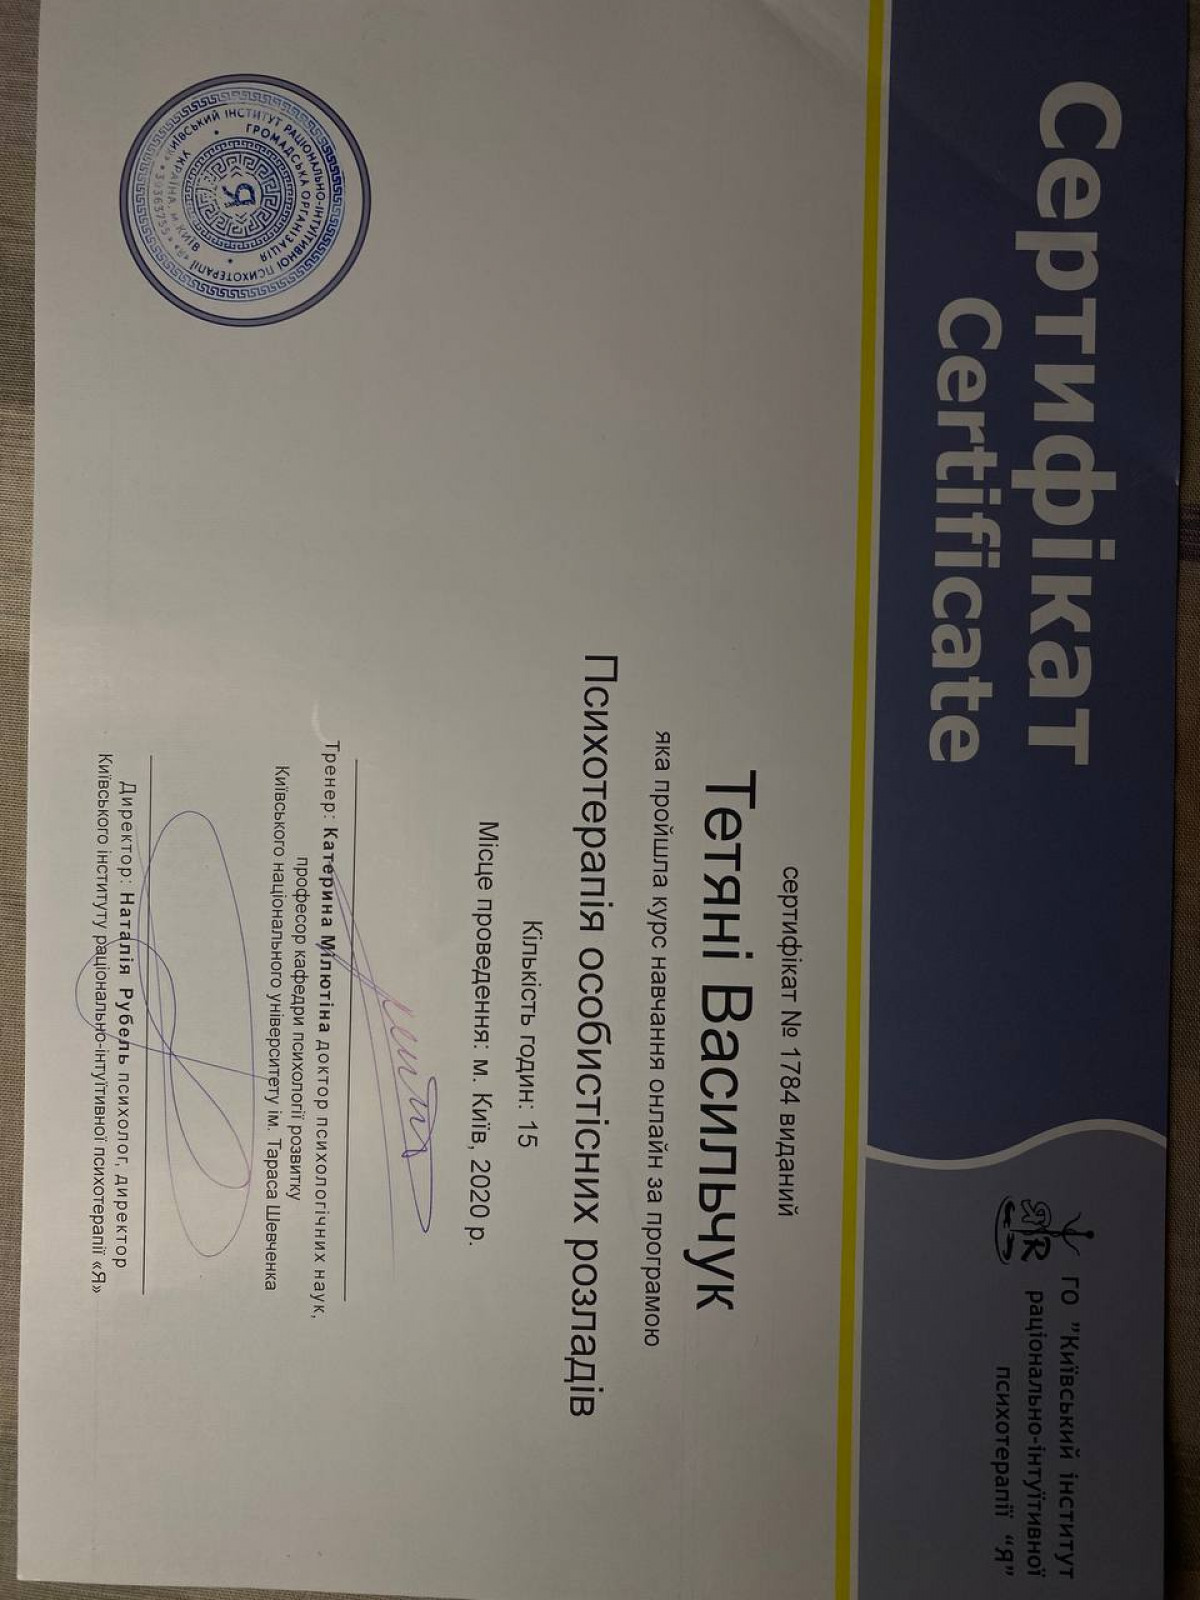 Сертифікат
Certificate
ГО "Київський інститут
раціонально-інтуїтивної
психотерапії “Я”
ЯR
сертифікат № 1784 виданий
Тетяні Васильчук
яка пройшла курс навчання онлайн за програмою
Психотерапія особистісних розладів
Кількість годин: 15
Місце проведення: м. Київ, 2020 р.
Тренер: Катерина Мілютіна доктор психологічних наук,
професор кафедри психології розвитку
Київського національного університету ім. Тараса Шевченка
Директор: Наталія Рубель психолог, директор
Київського інституту раціонально-інтуїтивної психотерапії «Я»
КИЇВСЬКИЙ ІНСТИТУТ РАЦІОНАЛЬНО-ІНТУЇТИВНОЇ ПСИХОТЕРАПІЇ «Я»
ГРОМАДСЬКА ОРГАНІЗАЦІЯ
УКРАЇНА, м. КИЇВ
Я